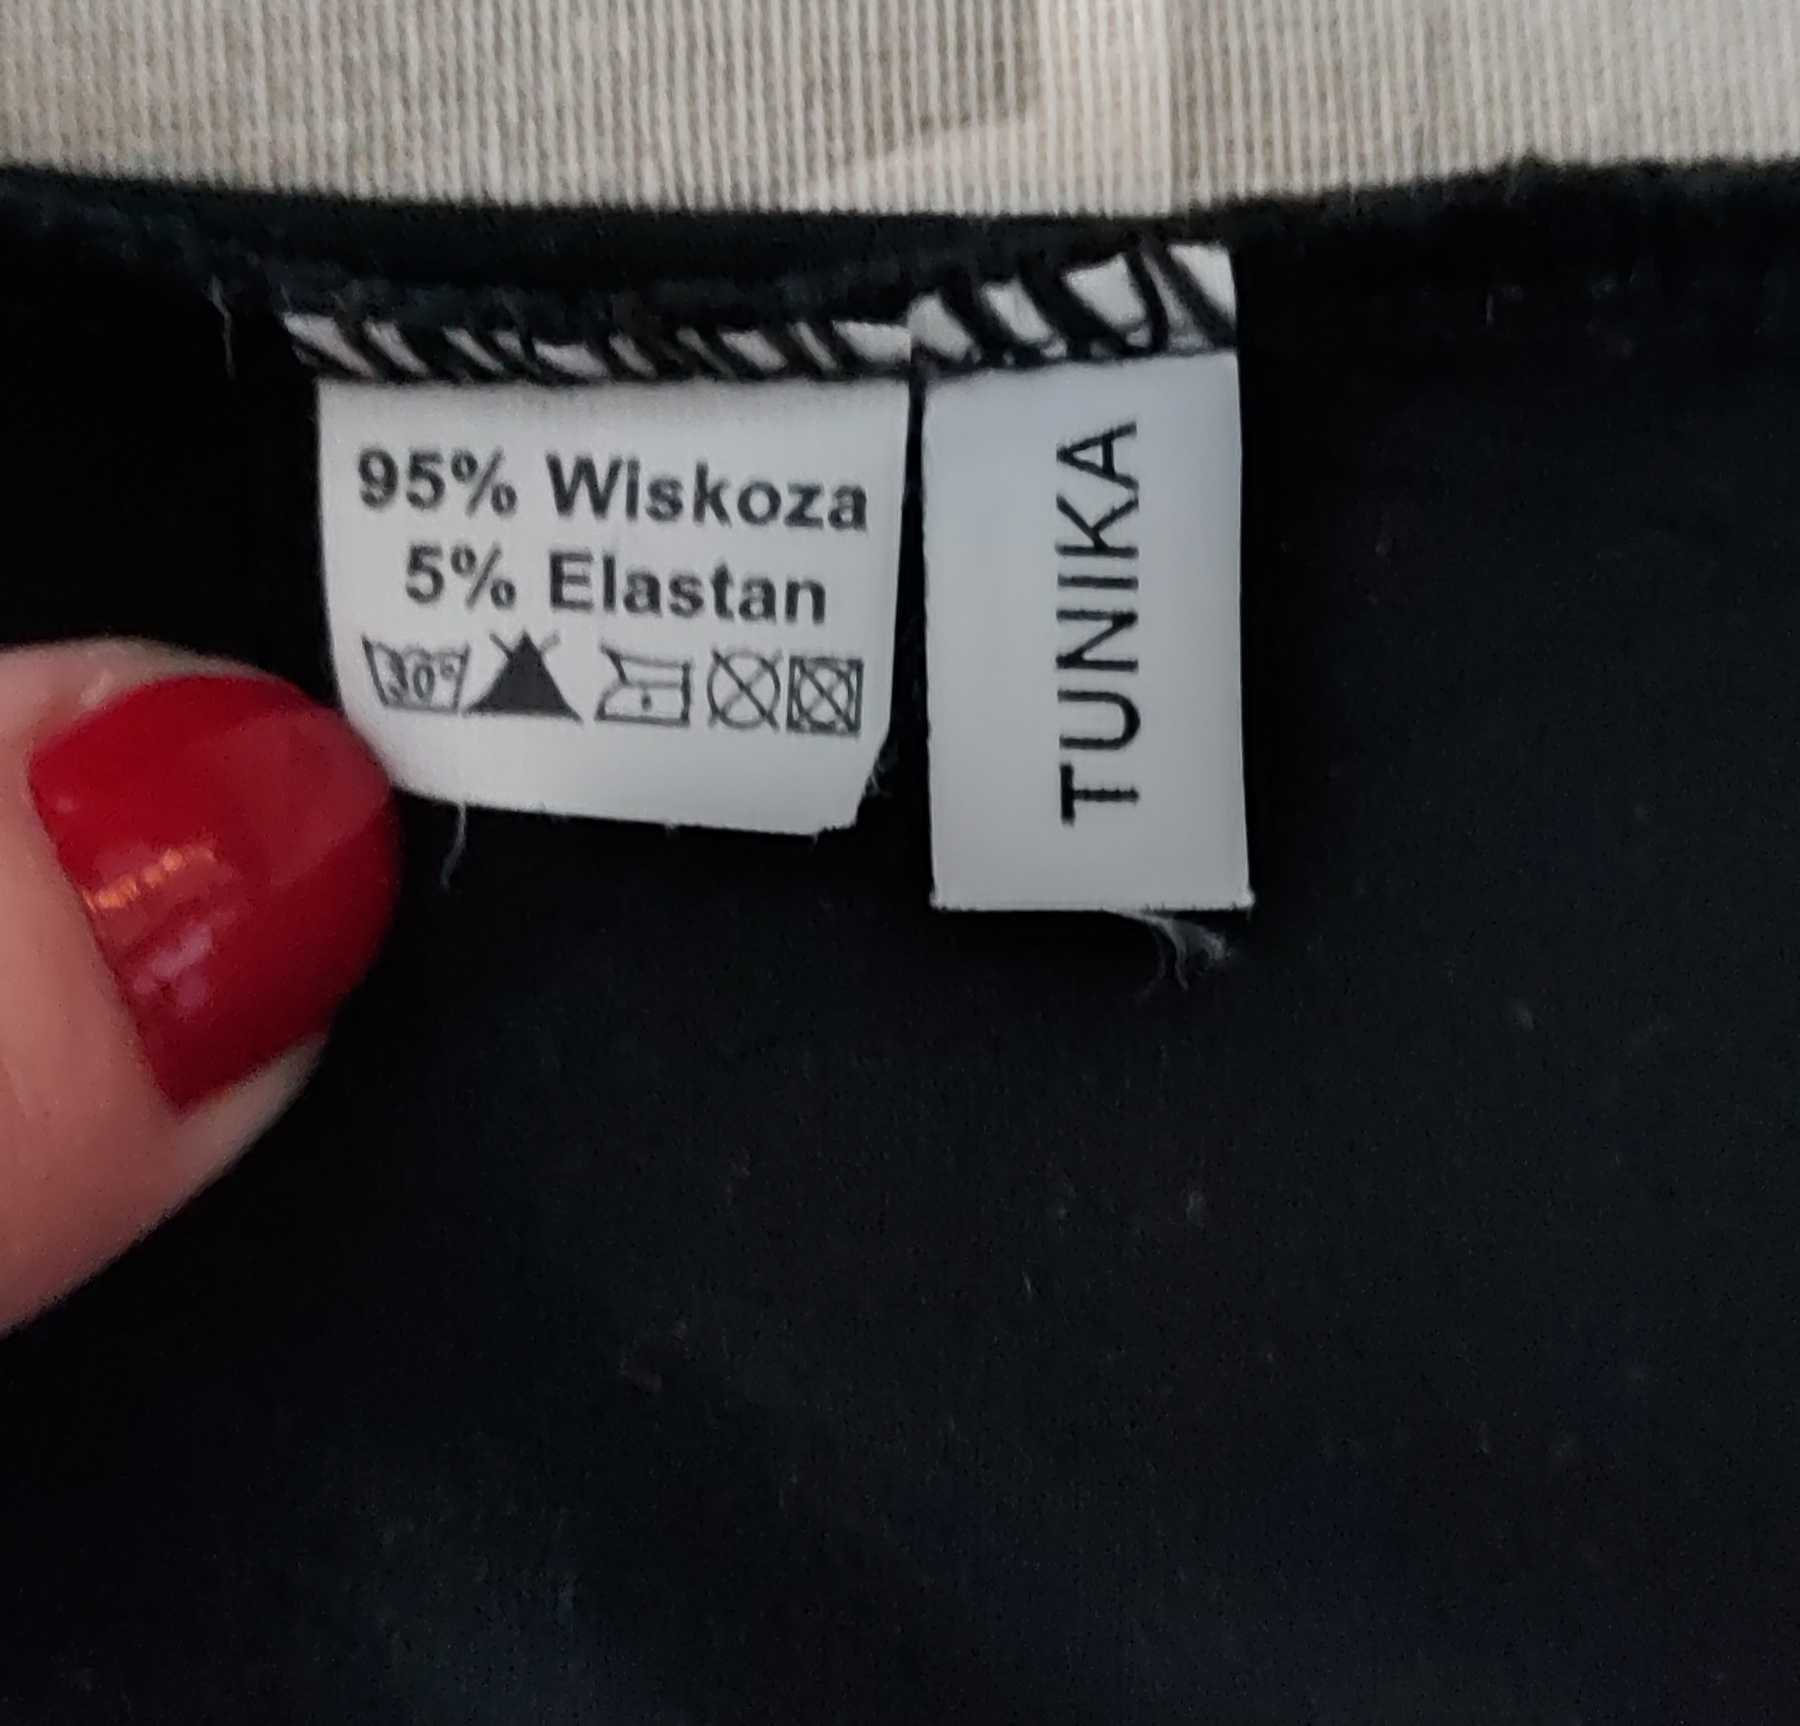 95% Wiskoza
5% Elastan
30°
TUNIKA